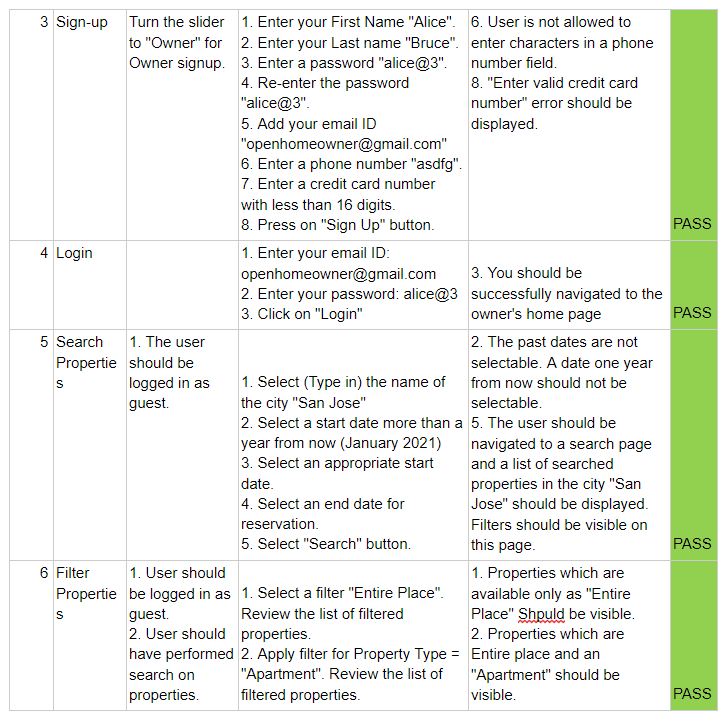 3 Sign-up
Turn the slider
to "Owner" for
Owner signup.
1. Enter your First Name "Alice".
2. Enter your Last name "Bruce".
3. Enter a password "alice@3".
4. Re-enter the password
"alice@3".
5. Add your email ID
"openhomeowner@gmail.com"
6. Enter a phone number "asdfg".
7. Enter a credit card number
with less than 16 digits.
8. Press on "Sign Up" button.
6. User is not allowed to
enter characters in a phone
number field.
8. "Enter valid credit card
number" error should be
displayed.
PASS
4 Login
1. Enter your email ID:
openhomeowner@gmail.com
2. Enter your password: alice@3
3. Click on "Login"
3. You should be
successfully navigated to the
owner's home page
PASS
5 Search
Propertie
s
1. The user
should be
logged in as
guest.
1. Select (Type in) the name of
the city "San Jose"
2. Select a start date more than a
year from now (January 2021)
3. Select an appropriate start
date.
4. Select an end date for
reservation.
5. Select "Search" button.
2. The past dates are not
selectable. A date one year
from now should not be
selectable.
5. The user should be
navigated to a search page
and a list of searched
properties in the city "San
Jose" should be displayed.
Filters should be visible on
this page.
PASS
6 Filter
Propertie
s
1. User should
be logged in as
guest.
2. User should
have performed
search on
properties.
1. Select a filter "Entire Place".
Review the list of filtered
properties.
2. Apply filter for Property Type =
"Apartment". Review the list of
filtered properties.
1. Properties which are
available only as "Entire
Place" Shpuld be visible.
2. Properties which are
Entire place and an
"Apartment" should be
visible.
PASS